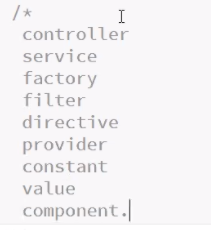 /*
controller
service
factory
filter
directive
provider
constant
value
component.